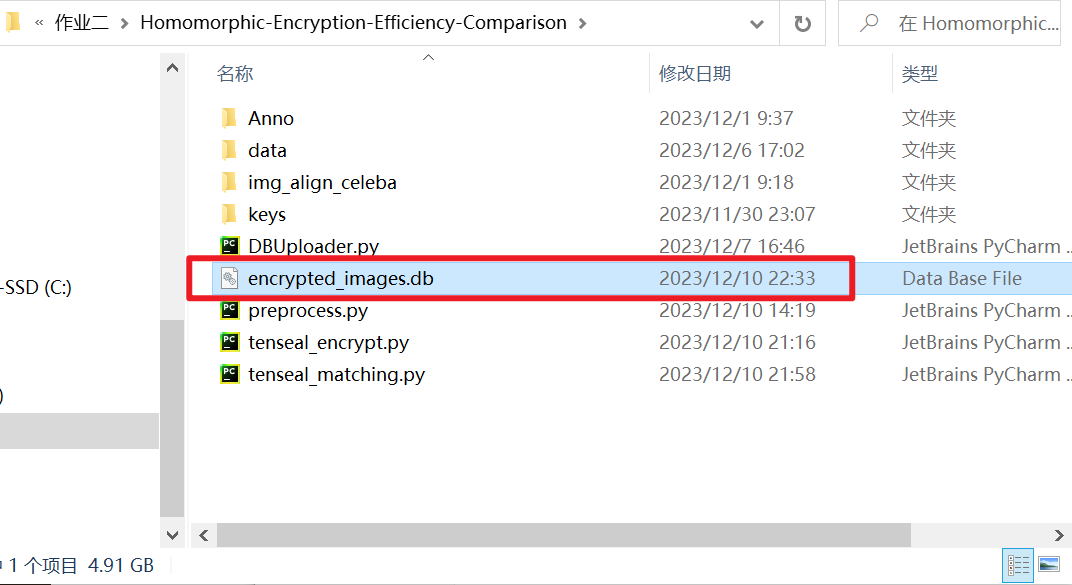 « 作业二 > Homomorphic-Encryption-Efficiency-Comparison >
在 Homomorphic...
名称 修改日期 类型
Anno 2023/12/1 9:37 文件夹
data 2023/12/6 17:02 文件夹
img_align_celeba 2023/12/1 9:18 文件夹
keys 2023/11/30 23:07 文件夹
DBUploader.py 2023/12/7 16:46 JetBrains PyCharm ...
encrypted_images.db 2023/12/10 22:33 Data Base File
preprocess.py 2023/12/10 14:19 JetBrains PyCharm ...
tenseal_encrypt.py 2023/12/10 21:16 JetBrains PyCharm ...
tenseal_matching.py 2023/12/10 21:58 JetBrains PyCharm ...
-SSD (C:)
)
1 个项目 4.91 GB